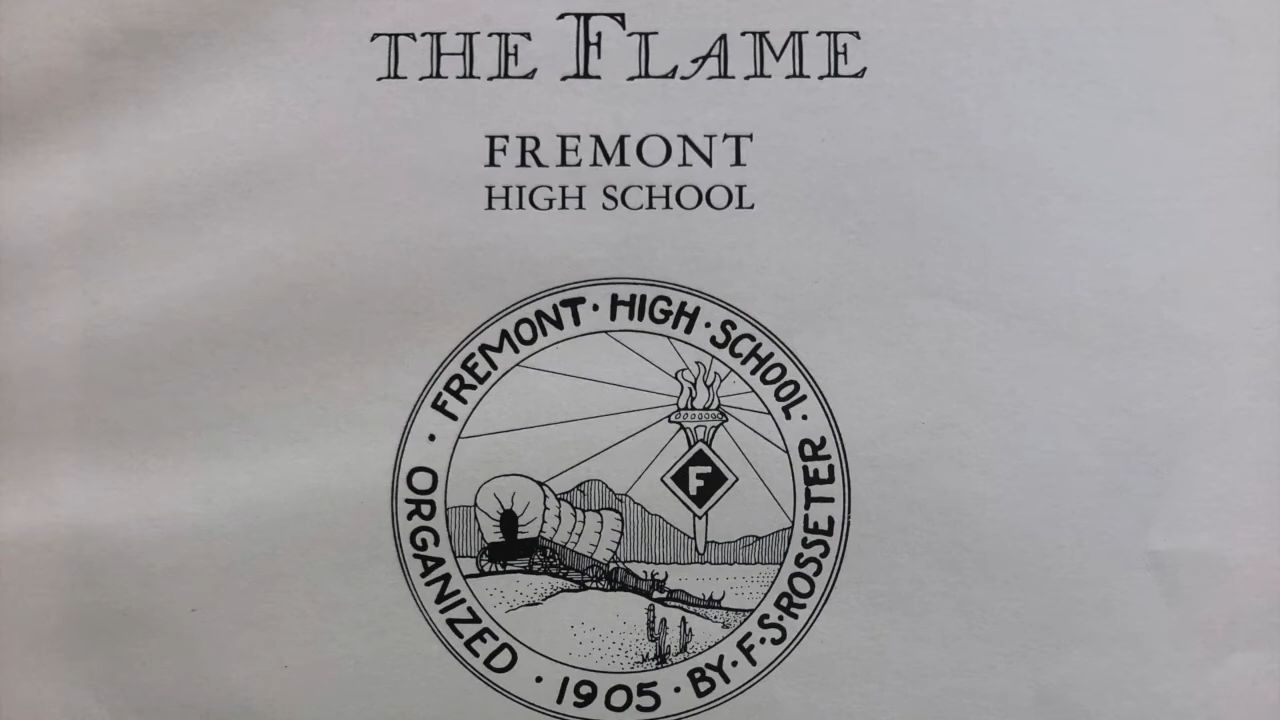 THE FLAME
FREMONT
HIGH SCHOOL
· FREMONT · HIGH · SCHOOL ·
ORGANIZED · 1905 · BY · F · S · ROSSETER
F